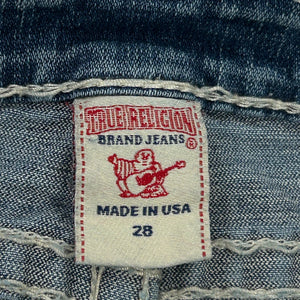 TRUE RELIGION
BRAND JEANS®
MADE IN USA
28